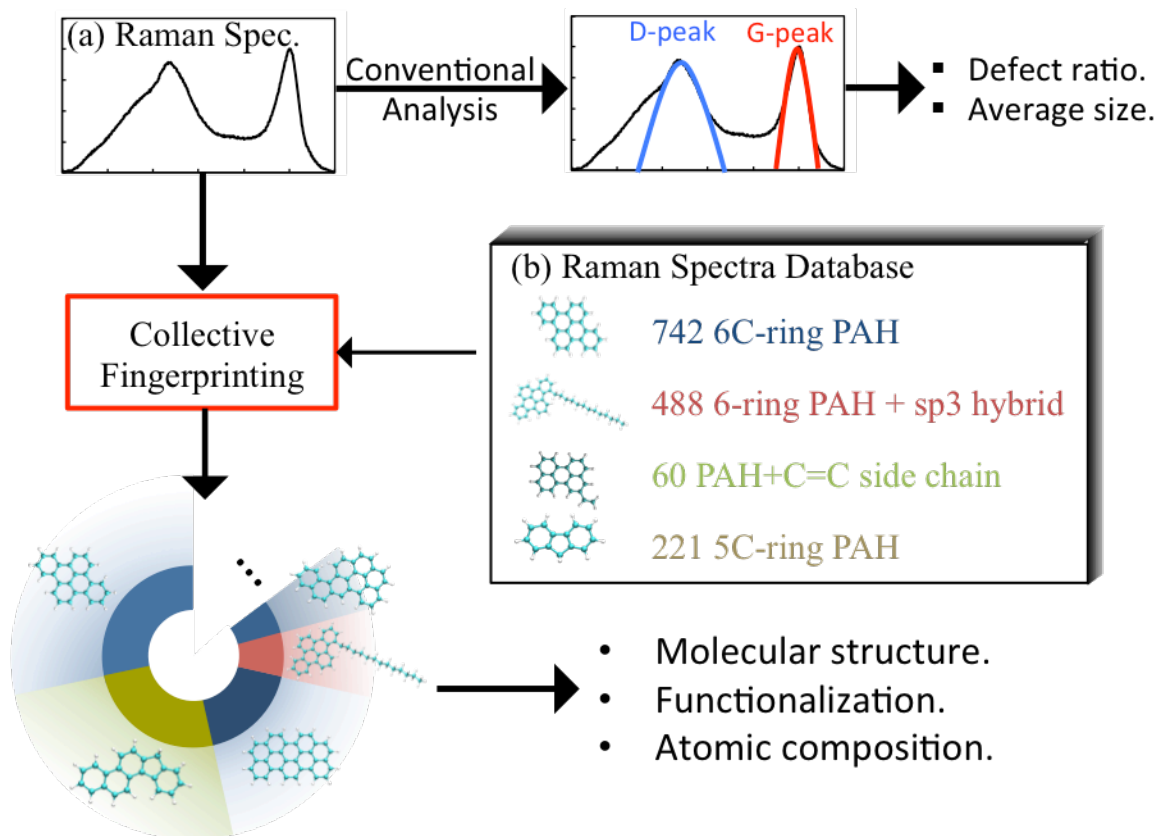 (a) Raman Spec.
Conventional
Analysis
D-peak
G-peak
▪ Defect ratio.
▪ Average size.
Collective
Fingerprinting
(b) Raman Spectra Database
742 6C-ring PAH
488 6-ring PAH + sp3 hybrid
60 PAH+C=C side chain
221 5C-ring PAH
...
• Molecular structure.
• Functionalization.
• Atomic composition.